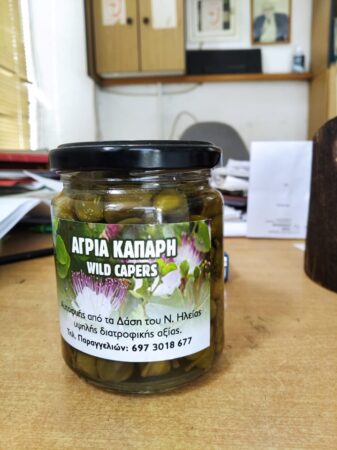 ΑΓΡΙΑ ΚΑΠΑΡΗ
WILD CAPERS
από τα Δάση του Ν. Ηλείας
υψηλής διατροφικής αξίας.
Τηλ. Παραγγελιών: 697 3018 677